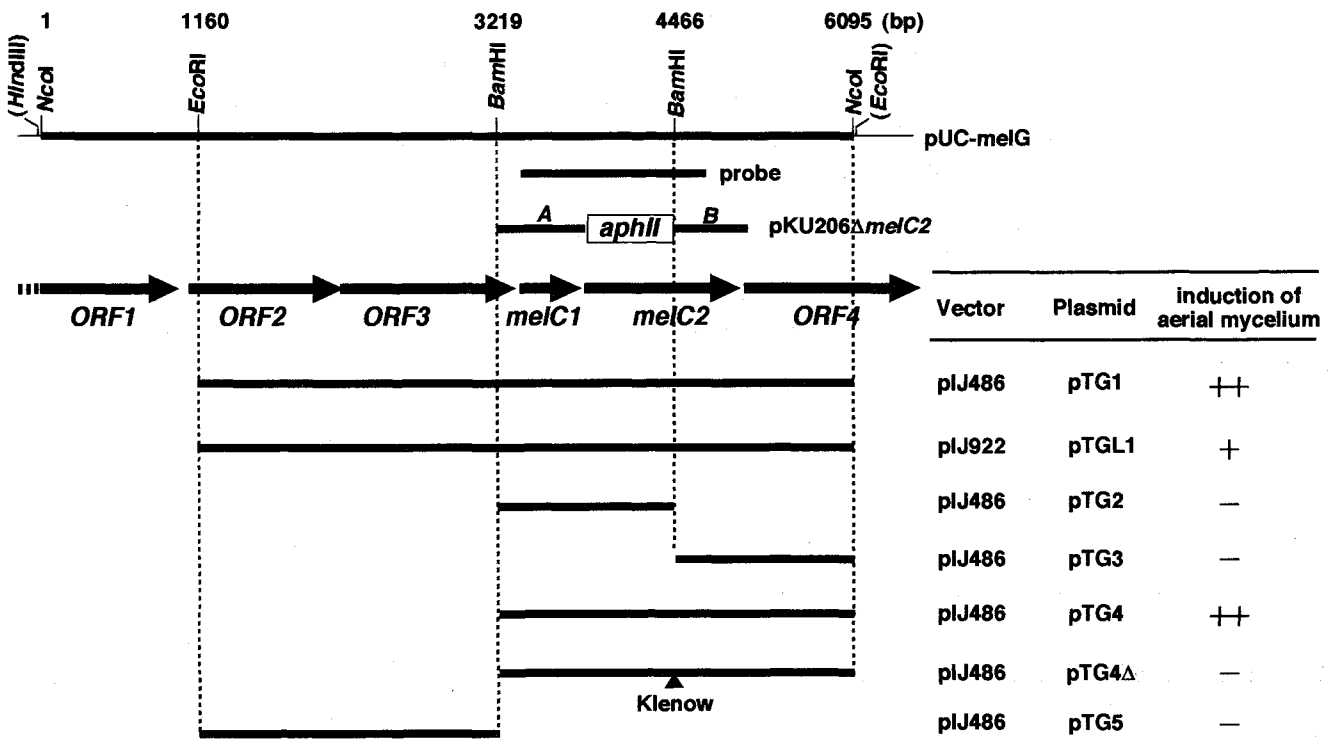 1 1160 3219 4466 6095 (bp)
(HindIII)
NcoI
EcoRI
BamHI
BamHI
NcoI
(EcoRI)
pUC-melG
probe
A aphII B pKU206ΔmelC2
ORF1 ORF2 ORF3 melC1 melC2 ORF4
Vector Plasmid induction of
aerial mycelium
pIJ486 pTG1 ++
pIJ922 pTGL1 +
pIJ486 pTG2 −
pIJ486 pTG3 −
pIJ486 pTG4 ++
pIJ486 pTG4Δ −
Klenow
pIJ486 pTG5 −